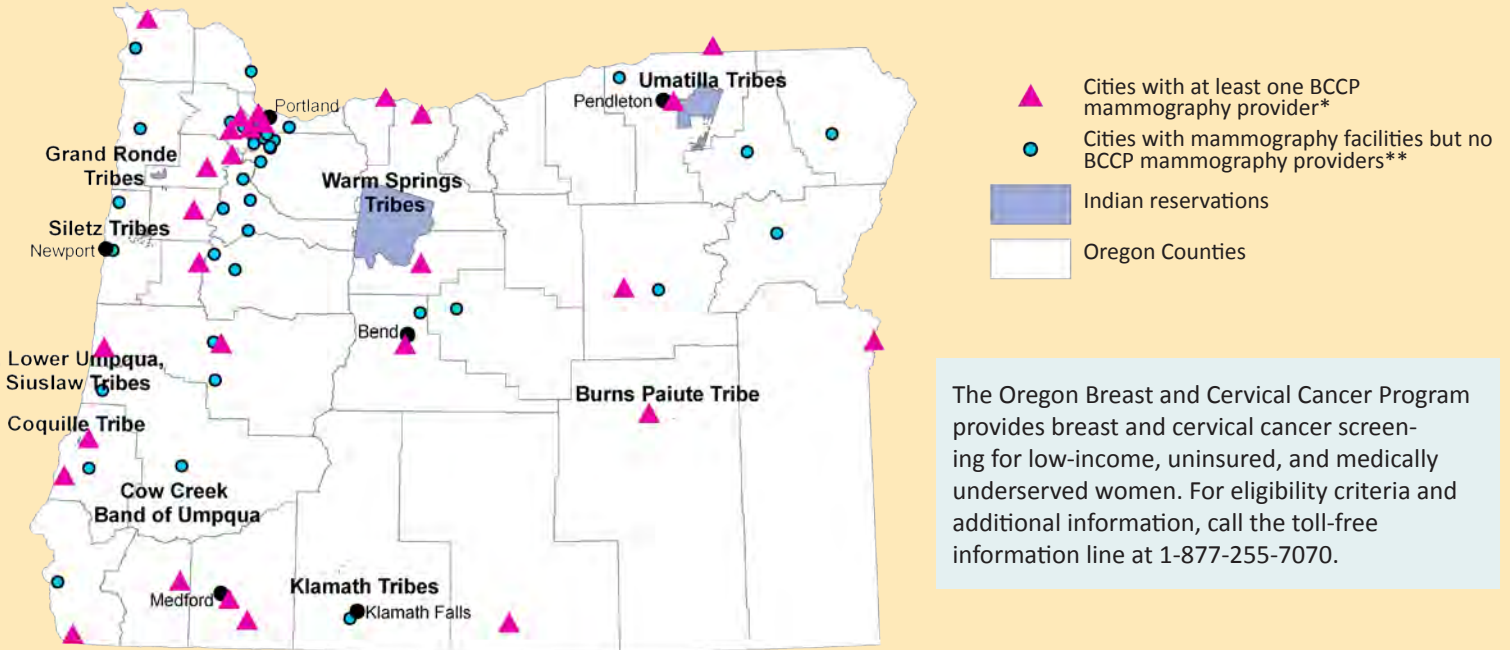 Portland
Umatilla Tribes
Pendleton
Grand Ronde
Tribes
Warm Springs
Tribes
Siletz Tribes
Newport
Bend
Lower Umpqua,
Siuslaw Tribes
Burns Paiute Tribe
Coquille Tribe
Cow Creek
Band of Umpqua
Klamath Tribes
Medford
Klamath Falls
Cities with at least one BCCP
mammography provider*
Cities with mammography facilities but no
BCCP mammography providers**
Indian reservations
Oregon Counties
The Oregon Breast and Cervical Cancer Program
provides breast and cervical cancer screen-
ing for low-income, uninsured, and medically
underserved women. For eligibility criteria and
additional information, call the toll-free
information line at 1-877-255-7070.